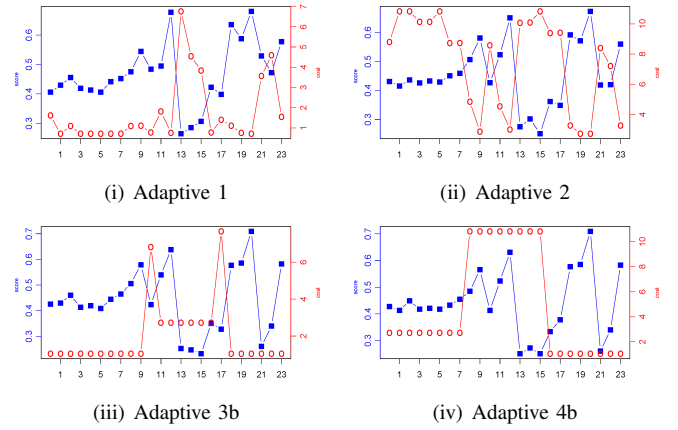 0.3 0.4 0.5 0.6
score
1 2 3 4 5 6 7
cost
1 3 5 7 9 11 13 15 17 19 21 23
(i) Adaptive 1
0.3 0.4 0.5 0.6
score
4 6 8 10
cost
1 3 5 7 9 11 13 15 17 19 21 23
(ii) Adaptive 2
0.3 0.4 0.5 0.6 0.7
score
2 4 6
cost
1 3 5 7 9 11 13 15 17 19 21 23
(iii) Adaptive 3b
0.3 0.4 0.5 0.6 0.7
score
2 4 6 8 10
cost
1 3 5 7 9 11 13 15 17 19 21 23
(iv) Adaptive 4b